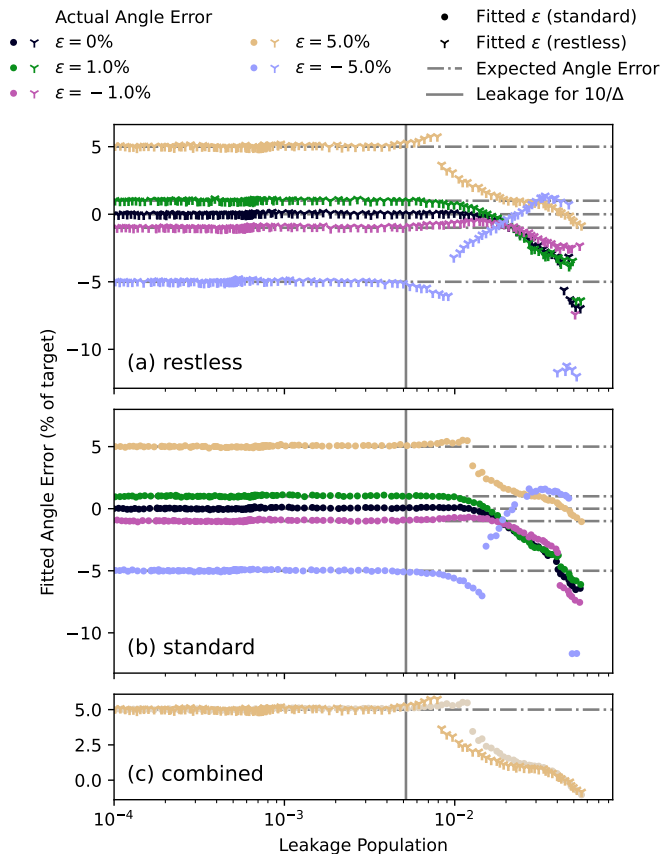 Actual Angle Error
ε = 0%
ε = 1.0%
ε = −1.0%
ε = 5.0%
ε = −5.0%
Fitted ε (standard)
Fitted ε (restless)
Expected Angle Error
Leakage for 10/Δ
5
0
−5
−10
(a) restless
Fitted Angle Error (% of target)
5
0
−5
−10
(b) standard
5.0
2.5
0.0
(c) combined
10⁻⁴
10⁻³
10⁻²
Leakage Population